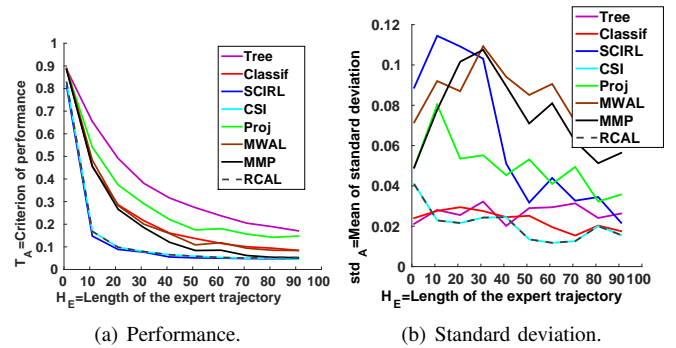 1
0.9
0.8
0.7
0.6
0.5
0.4
0.3
0.2
0.1
0
T_A=Criterion of performance
Tree
Classif
SCIRL
CSI
Proj
MWAL
MMP
RCAL
0 10 20 30 40 50 60 70 80 90 100
H_E=Length of the expert trajectory
(a) Performance.
0.12
0.1
0.08
0.06
0.04
0.02
0
std_A=Mean of standard deviation
Tree
Classif
SCIRL
CSI
Proj
MWAL
MMP
RCAL
0 10 20 30 40 50 60 70 80 90 100
H_E=Length of the expert trajectory
(b) Standard deviation.